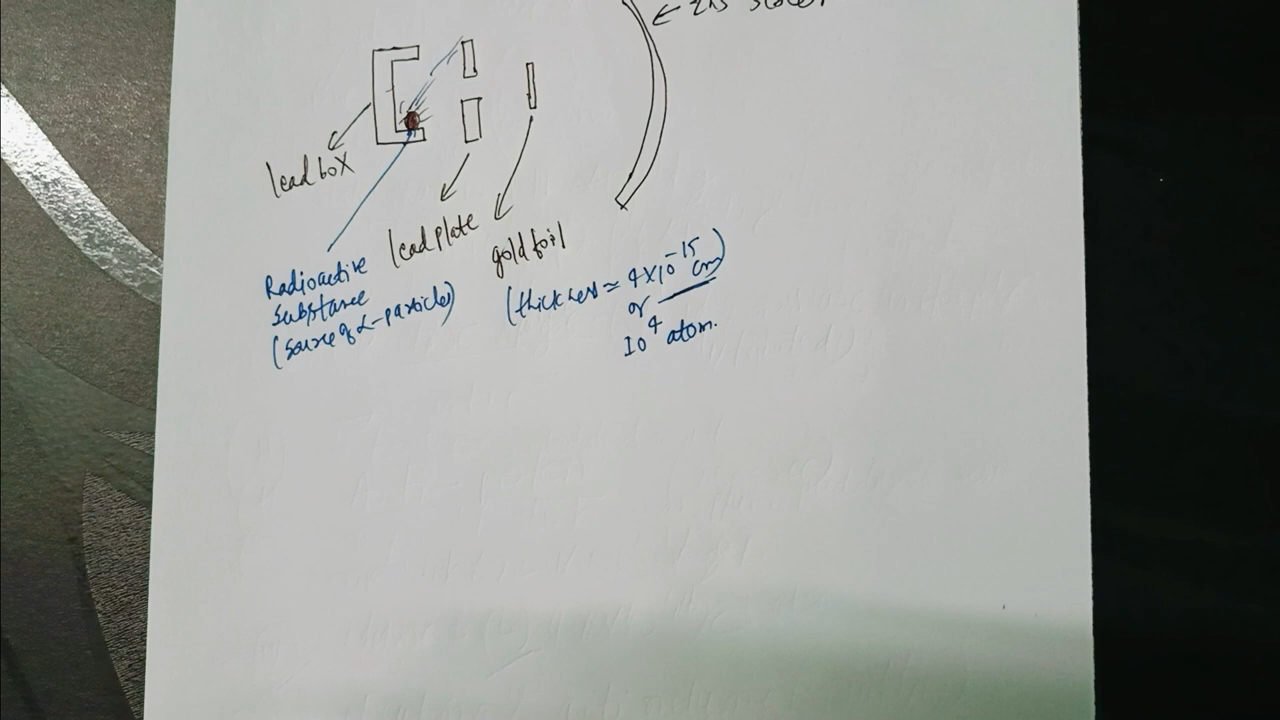 ← ZnS
lead box
lead plate
gold foil
Radioactive
Substance
(source of α-particle)
(thickness ≃ 4×10⁻¹⁵ cm)
or
10⁴ atom.